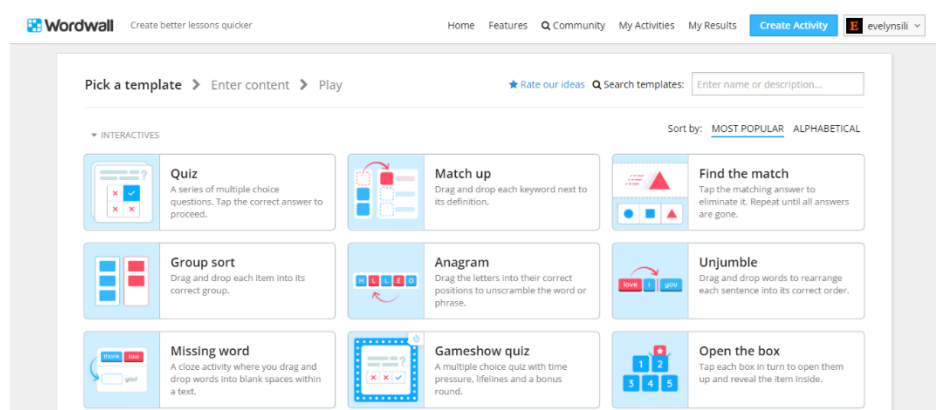 Wordwall Create better lessons quicker Home Features Community My Activities My Results Create Activity E evelynsili
Pick a template Enter content Play Rate our ideas Search templates: Enter name or description...
INTERACTIVES Sort by: MOST POPULAR ALPHABETICAL
Quiz
A series of multiple choice
questions. Tap the correct answer to
proceed.
Match up
Drag and drop each keyword next to
its definition.
Find the match
Tap the matching answer to
eliminate it. Repeat until all answers
are gone.
Group sort
Drag and drop each item into its
correct group.
H L L E O
Anagram
Drag the letters into their correct
positions to unscramble the word or
phrase.
love I you
Unjumble
Drag and drop words to rearrange
each sentence into its correct order.
thank
you!
Missing word
A cloze activity where you drag and
drop words into blank spaces within
a text.
?
Gameshow quiz
A multiple choice quiz with time
pressure, lifelines and a bonus
round.
1 2
3 4 5
Open the box
Tap each box in turn to open them
up and reveal the item inside.